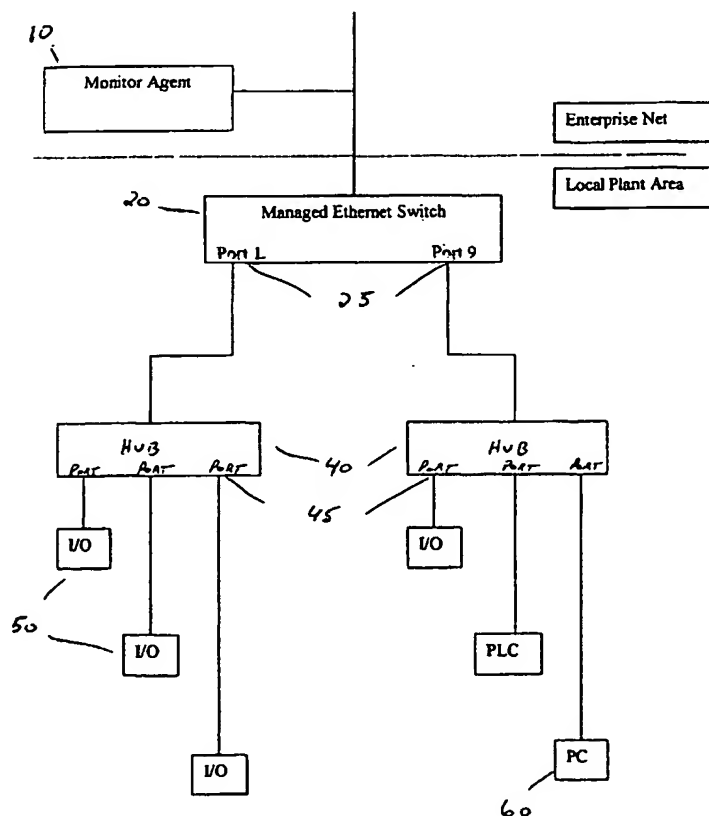 10
Monitor Agent
Enterprise Net
Local Plant Area
20
Managed Ethernet Switch
Port 1
Port 9
25
HUB
HUB
40
PORT PORT PORT
PORT PORT PORT
45
I/O
I/O
50
I/O
PLC
I/O
PC
60